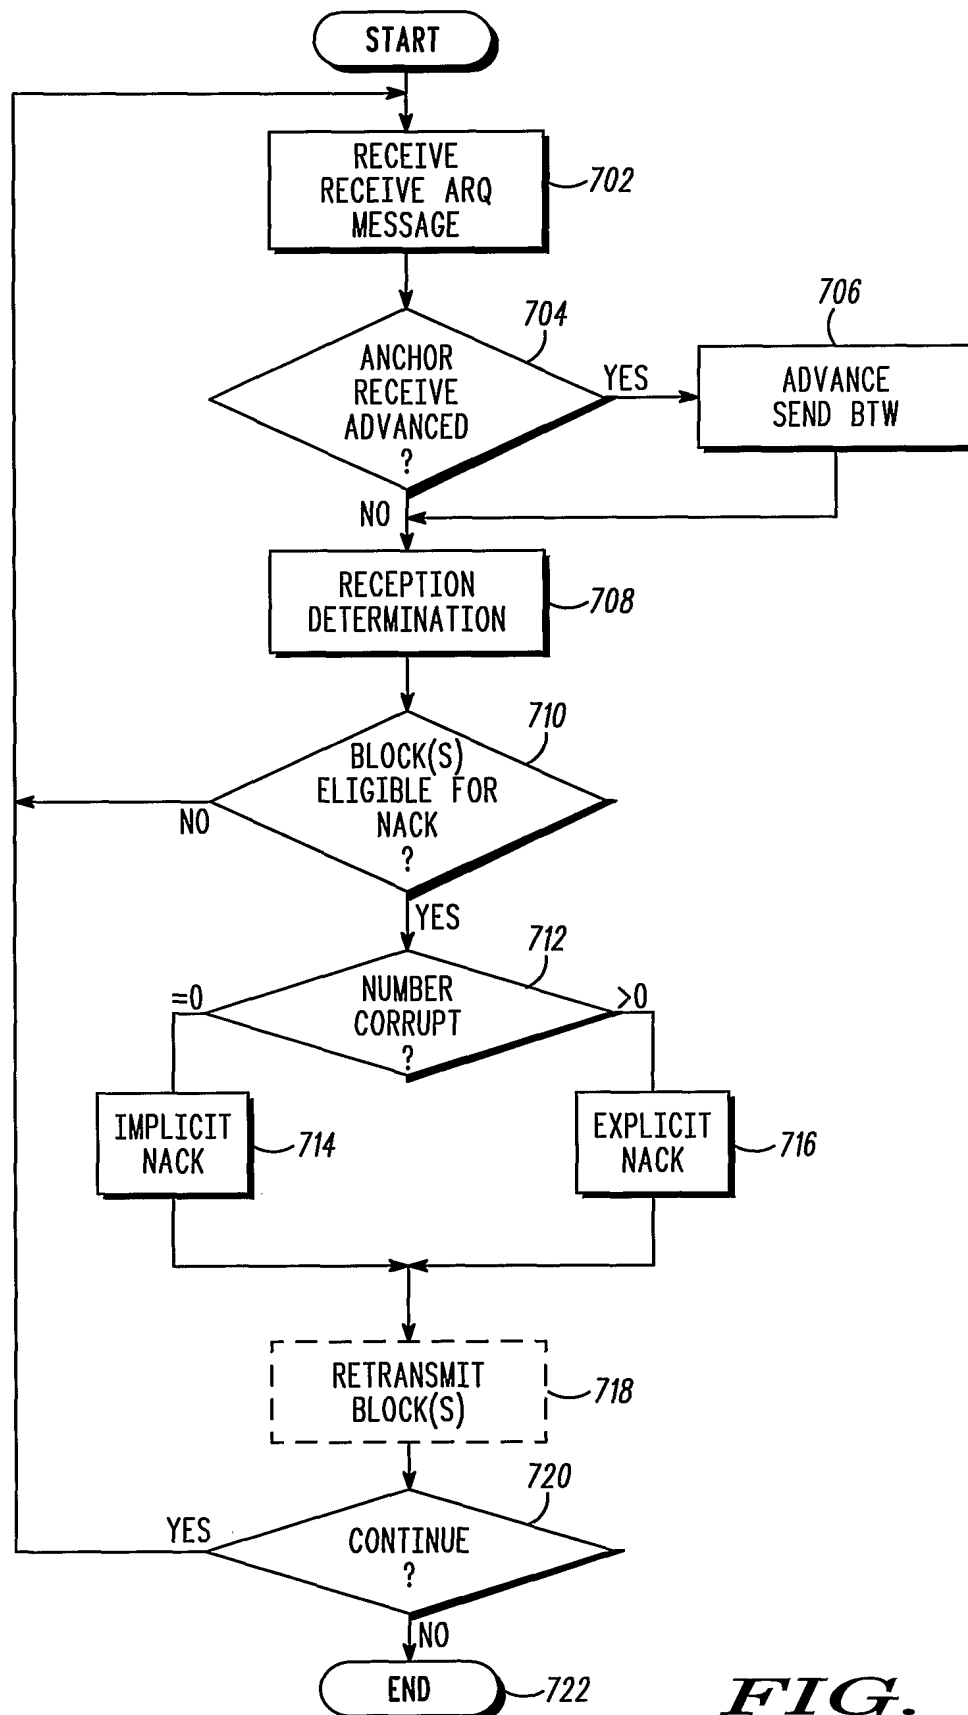 START
RECEIVE
RECEIVE ARQ
MESSAGE
702
704
706
ANCHOR
RECEIVE
ADVANCED
?
YES
ADVANCE
SEND BTW
NO
RECEPTION
DETERMINATION
708
710
BLOCK(S)
ELIGIBLE FOR
NACK
?
NO
YES
712
=0
NUMBER
CORRUPT
?
>0
IMPLICIT
NACK
714
EXPLICIT
NACK
716
RETRANSMIT
BLOCK(S)
718
720
YES
CONTINUE
?
NO
END
722
FIG.